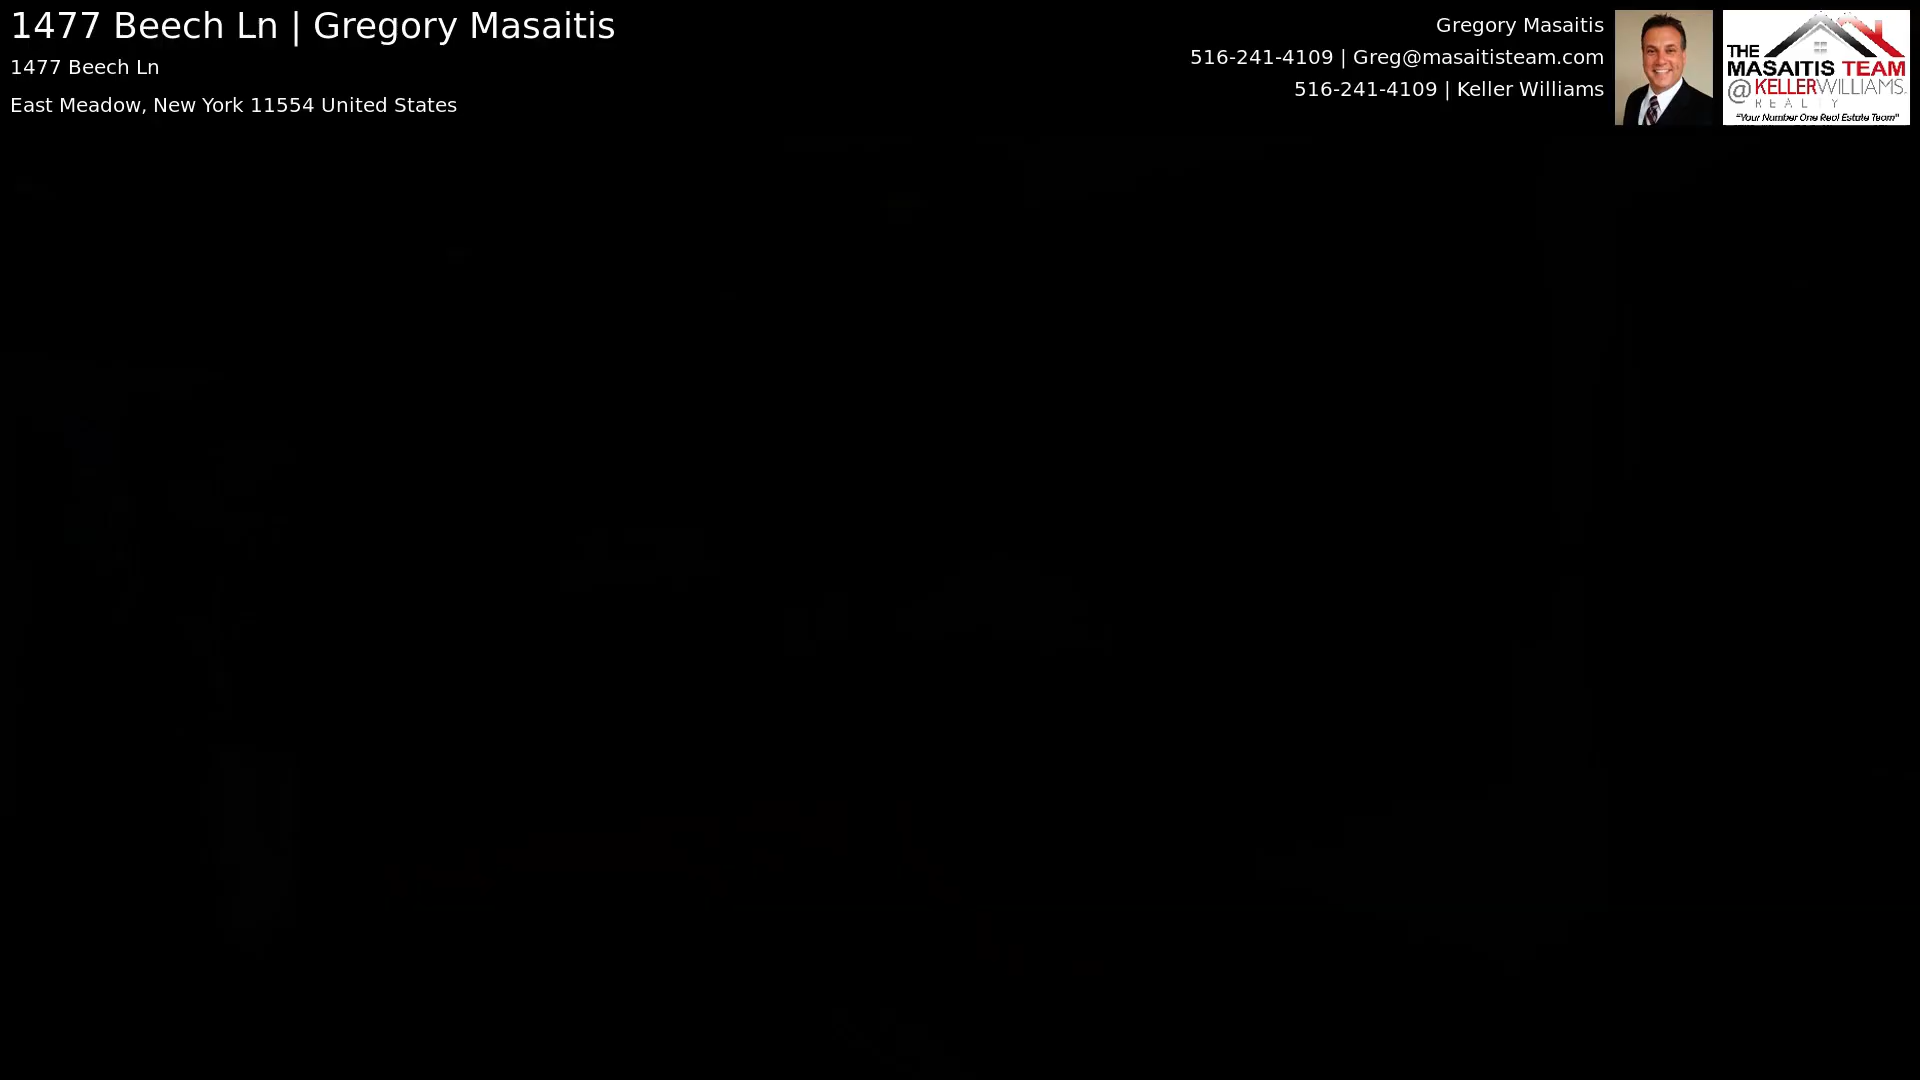 1477 Beech Ln | Gregory Masaitis
1477 Beech Ln
East Meadow, New York 11554 United States
Gregory Masaitis
516-241-4109 | Greg@masaitisteam.com
516-241-4109 | Keller Williams
THE
MASAITIS TEAM
@KELLERWILLIAMS.
REALTY
"Your Number One Real Estate Team"